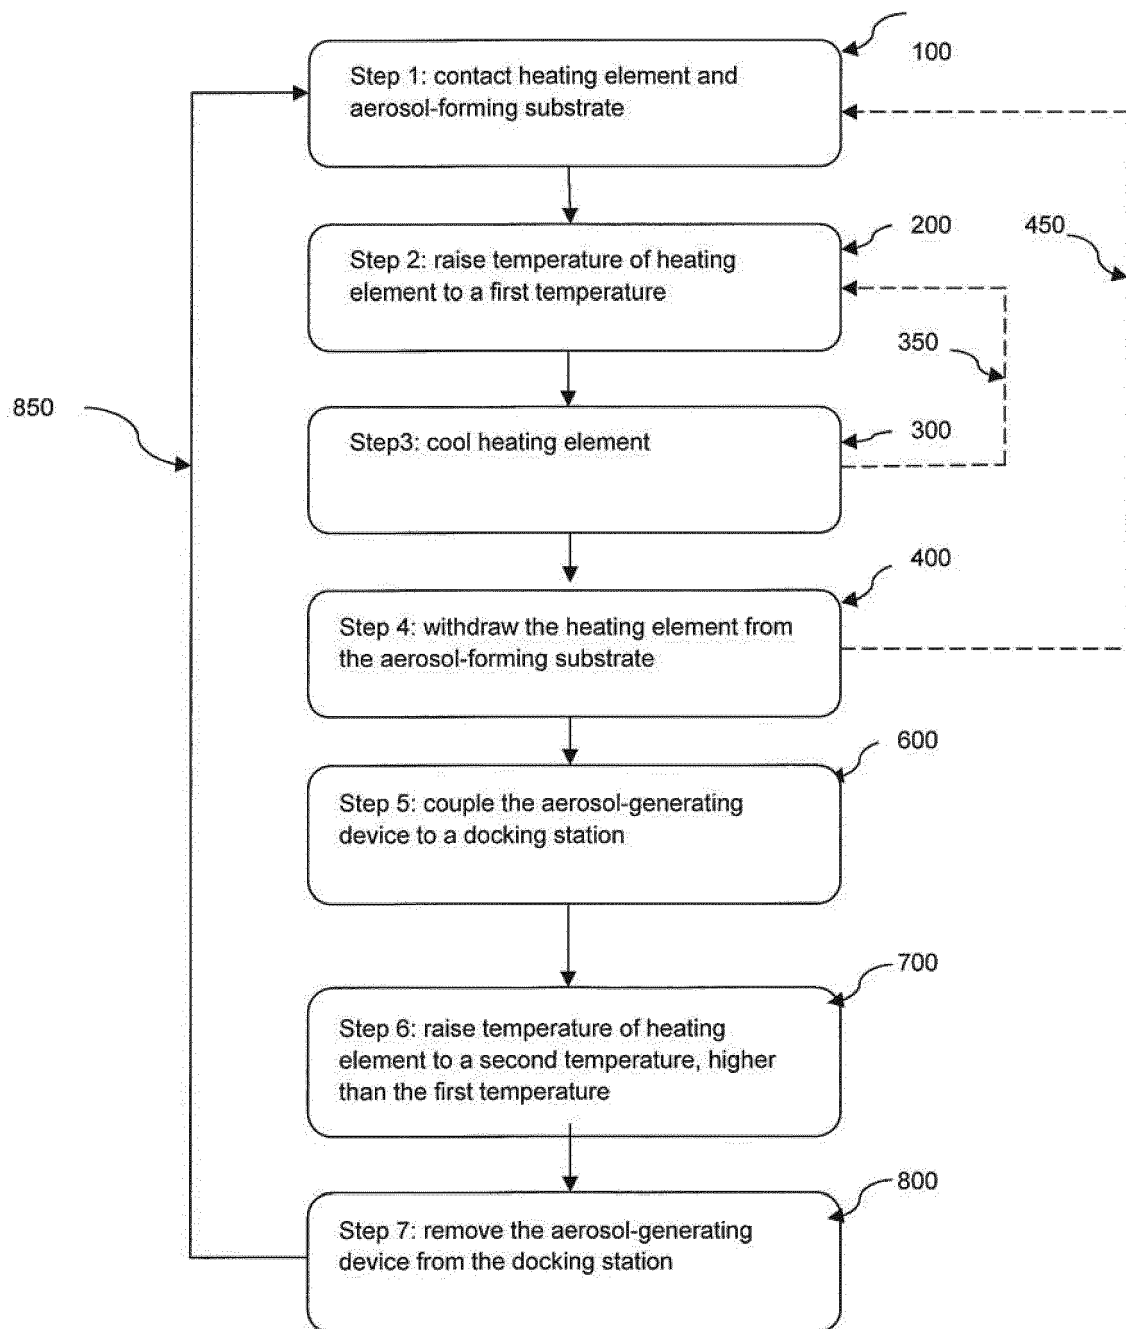 100
Step 1: contact heating element and
aerosol-forming substrate
200
450
Step 2: raise temperature of heating
element to a first temperature
350
850
300
Step3: cool heating element
400
Step 4: withdraw the heating element from
the aerosol-forming substrate
600
Step 5: couple the aerosol-generating
device to a docking station
700
Step 6: raise temperature of heating
element to a second temperature, higher
than the first temperature
800
Step 7: remove the aerosol-generating
device from the docking station